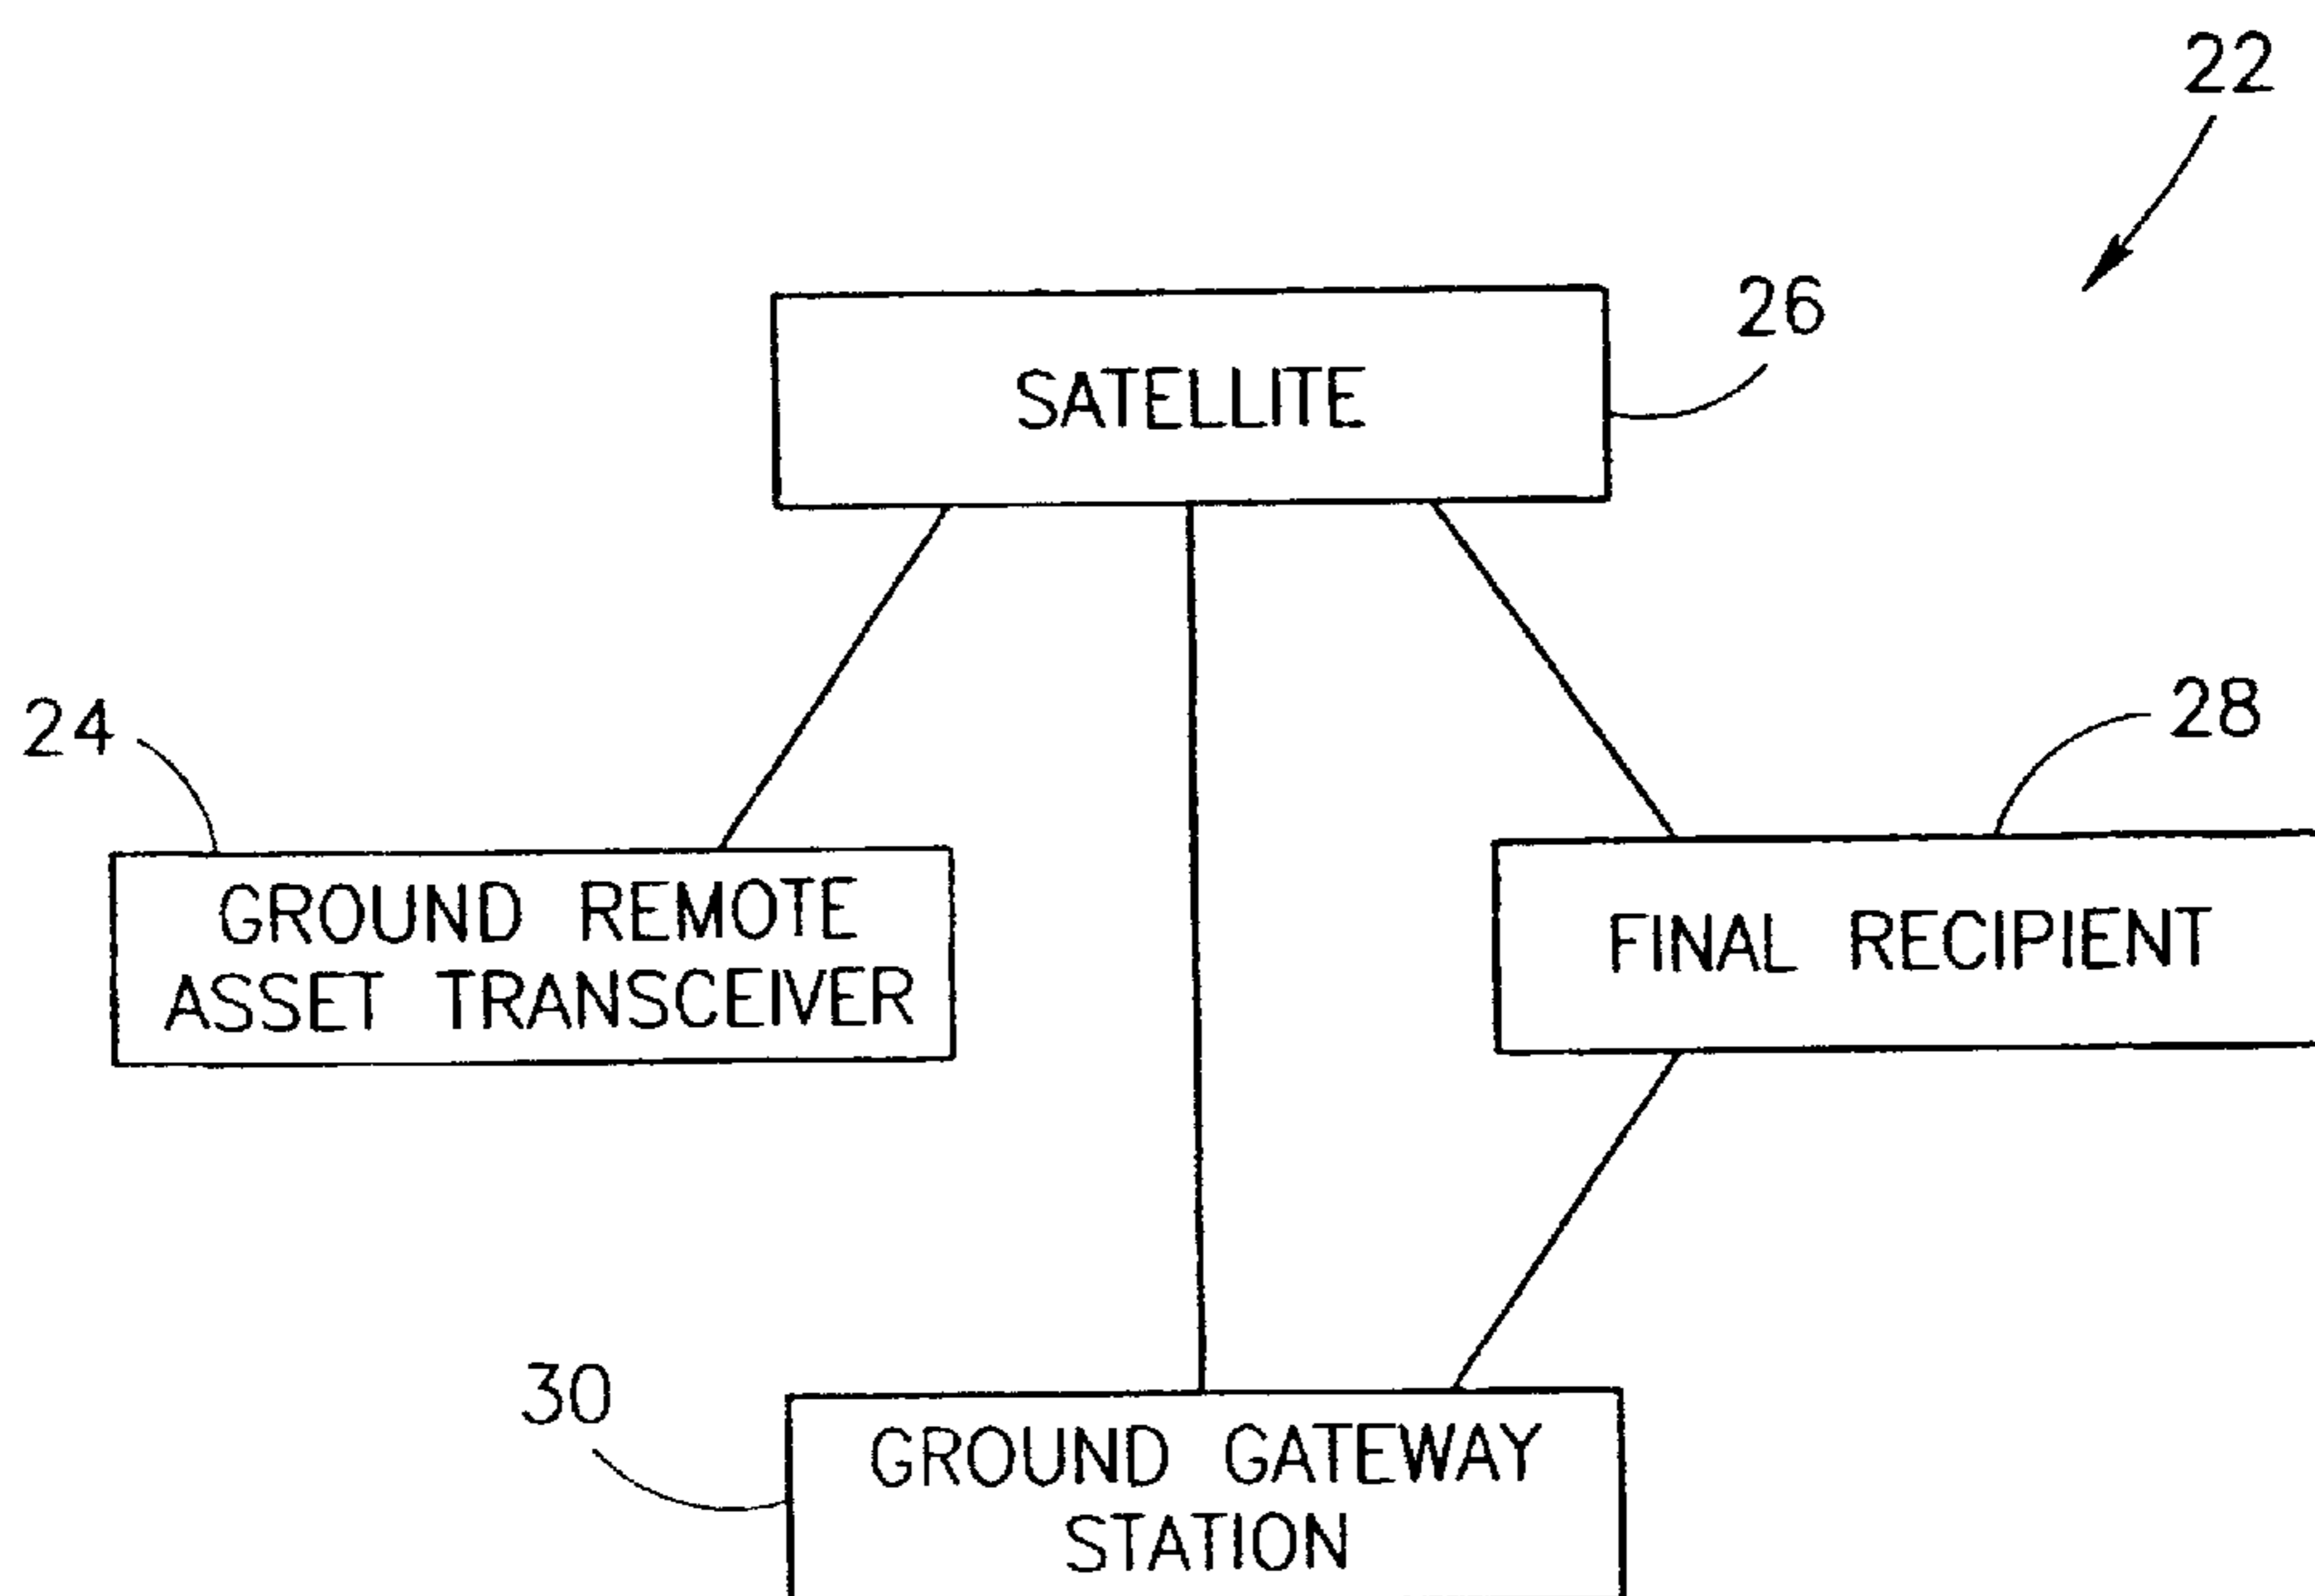 22
26
SATELLITE
24
28
GROUND REMOTE
ASSET TRANSCEIVER
FINAL RECIPIENT
30
GROUND GATEWAY
STATION